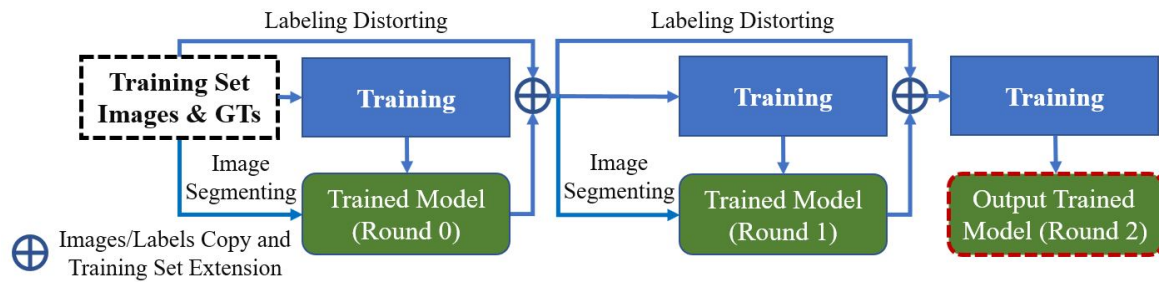 Labeling Distorting
Labeling Distorting
Training Set
Images & GTs
Training
Training
Training
Image
Segmenting
Image
Segmenting
Trained Model
(Round 0)
Trained Model
(Round 1)
Output Trained
Model (Round 2)
Images/Labels Copy and
Training Set Extension